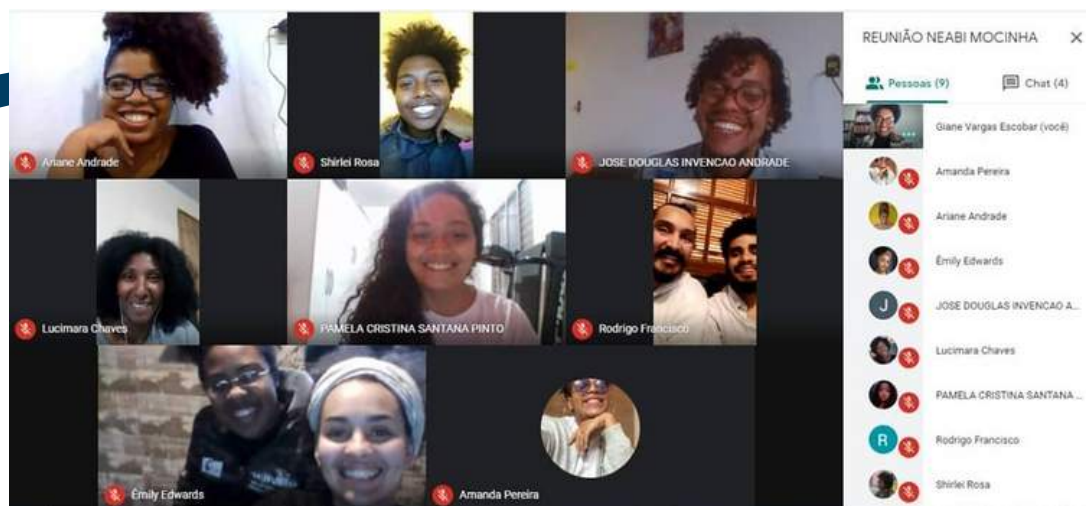 Ariane Andrade
Shirlei Rosa
JOSE DOUGLAS INVENCAO ANDRADE
Lucimara Chaves
PAMELA CRISTINA SANTANA PINTO
Rodrigo Francisco
Êmily Edwards
Amanda Pereira
REUNIÃO NEABI MOCINHA
Pessoas (9)
Chat (4)
Giane Vargas Escobar (você)
Amanda Pereira
Ariane Andrade
Êmily Edwards
J
JOSE DOUGLAS INVENCAO A...
Lucimara Chaves
PAMELA CRISTINA SANTANA ...
R
Rodrigo Francisco
Shirlei Rosa